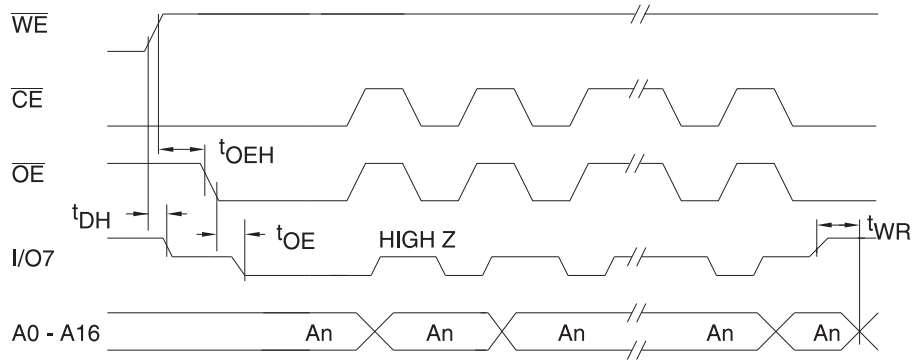 WE
CE
tOEH
OE
tDH
tOE
HIGH Z
tWR
I/O7
A0 - A16
An An An An An